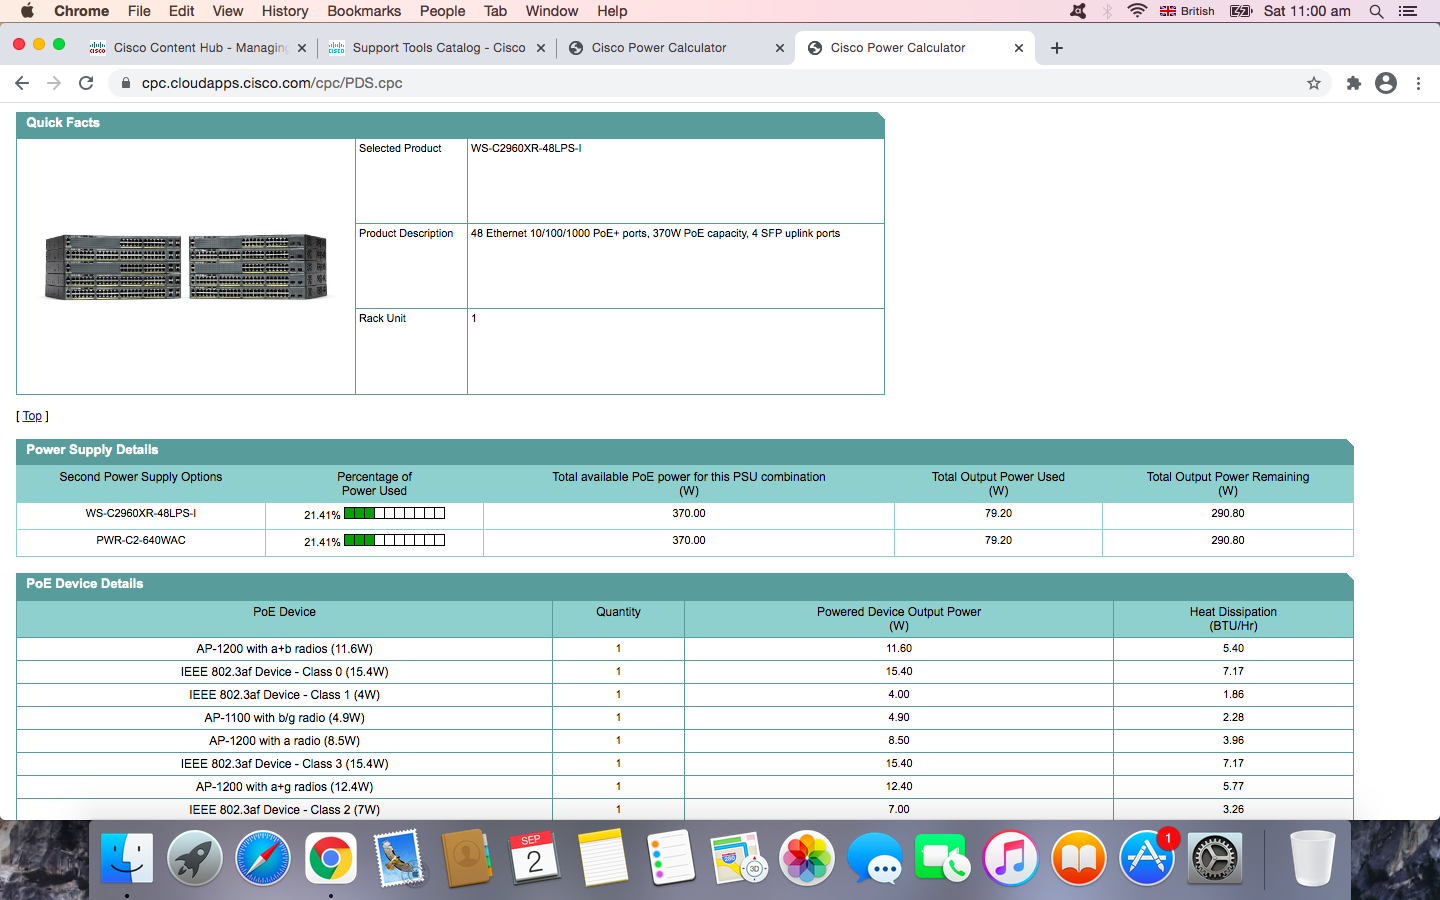 Chrome File Edit View History Bookmarks People Tab Window Help British Sat 11:00 am
Cisco Content Hub - Managing Support Tools Catalog - Cisco Cisco Power Calculator Cisco Power Calculator
cpc.cloudapps.cisco.com/cpc/PDS.cpc
Quick Facts
Selected Product WS-C2960XR-48LPS-I
Product Description 48 Ethernet 10/100/1000 PoE+ ports, 370W PoE capacity, 4 SFP uplink ports
Rack Unit 1
[ Top ]
Power Supply Details
Second Power Supply Options Percentage of Power Used Total available PoE power for this PSU combination (W) Total Output Power Used (W) Total Output Power Remaining (W)
WS-C2960XR-48LPS-I 21.41% 370.00 79.20 290.80
PWR-C2-640WAC 21.41% 370.00 79.20 290.80
PoE Device Details
PoE Device Quantity Powered Device Output Power (W) Heat Dissipation (BTU/Hr)
AP-1200 with a+b radios (11.6W) 1 11.60 5.40
IEEE 802.3af Device - Class 0 (15.4W) 1 15.40 7.17
IEEE 802.3af Device - Class 1 (4W) 1 4.00 1.86
AP-1100 with b/g radio (4.9W) 1 4.90 2.28
AP-1200 with a radio (8.5W) 1 8.50 3.96
IEEE 802.3af Device - Class 3 (15.4W) 1 15.40 7.17
AP-1200 with a+g radios (12.4W) 1 12.40 5.77
IEEE 802.3af Device - Class 2 (7W) 1 7.00 3.26
SEP
2
280
3D
1